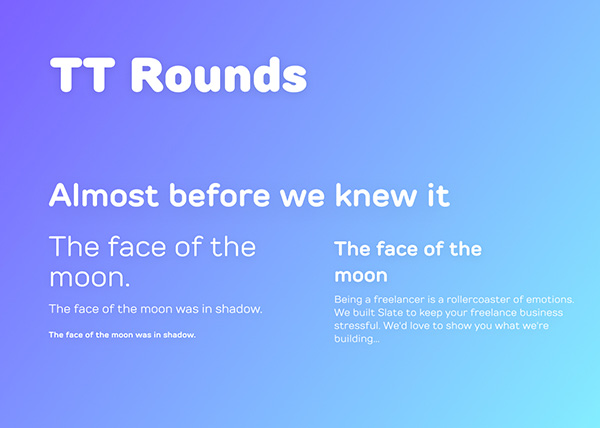 TT Rounds
Almost before we knew it
The face of the
moon.
The face of the moon was in shadow.
The face of the moon was in shadow.
The face of the
moon
Being a freelancer is a rollercoaster of emotions.
We built Slate to keep your freelance business
stressful. We'd love to show you what we're
building...